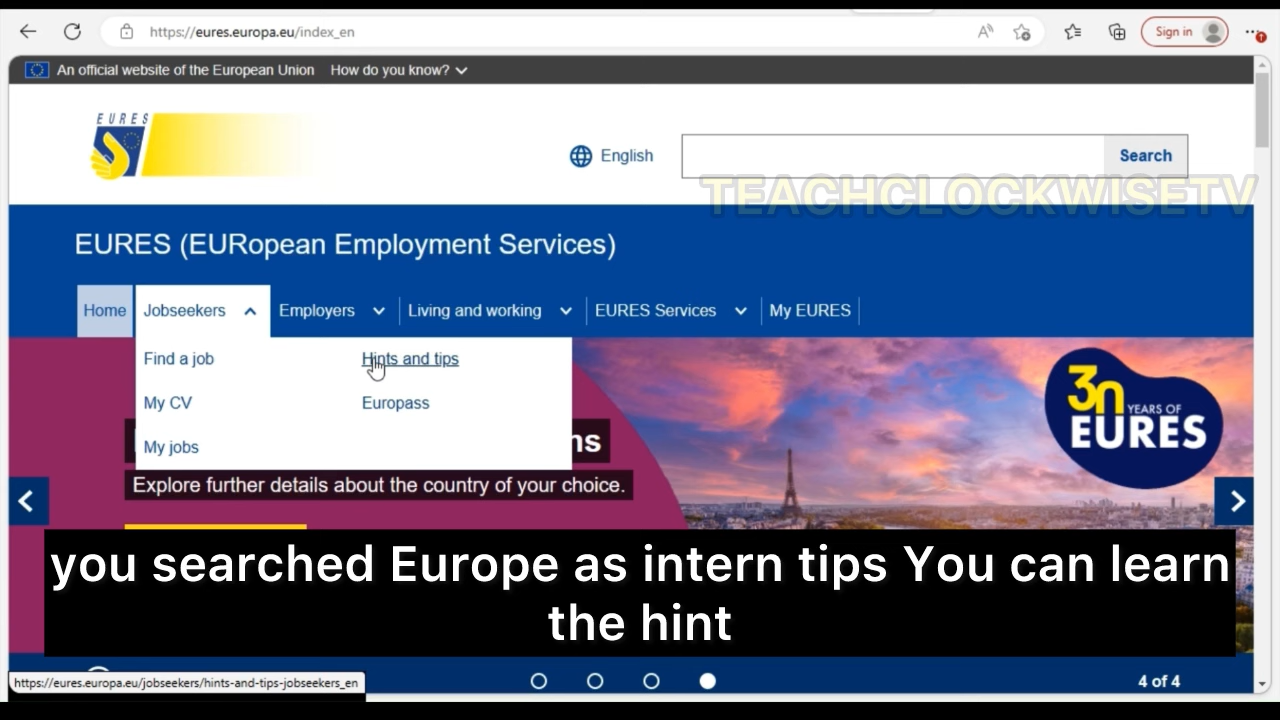 https://eures.europa.eu/index_en
Sign in
An official website of the European Union How do you know?
EURES
English
Search
TEACHCLOCKWISETV
EURES (EURopean Employment Services)
Home Jobseekers Employers Living and working EURES Services My EURES
Find a job Hints and tips
My CV Europass
My jobs
ns
30 YEARS OF
EURES
Explore further details about the country of your choice.
you searched Europe as intern tips You can learn
the hint
https://eures.europa.eu/jobseekers/hints-and-tips-jobseekers_en
4 of 4